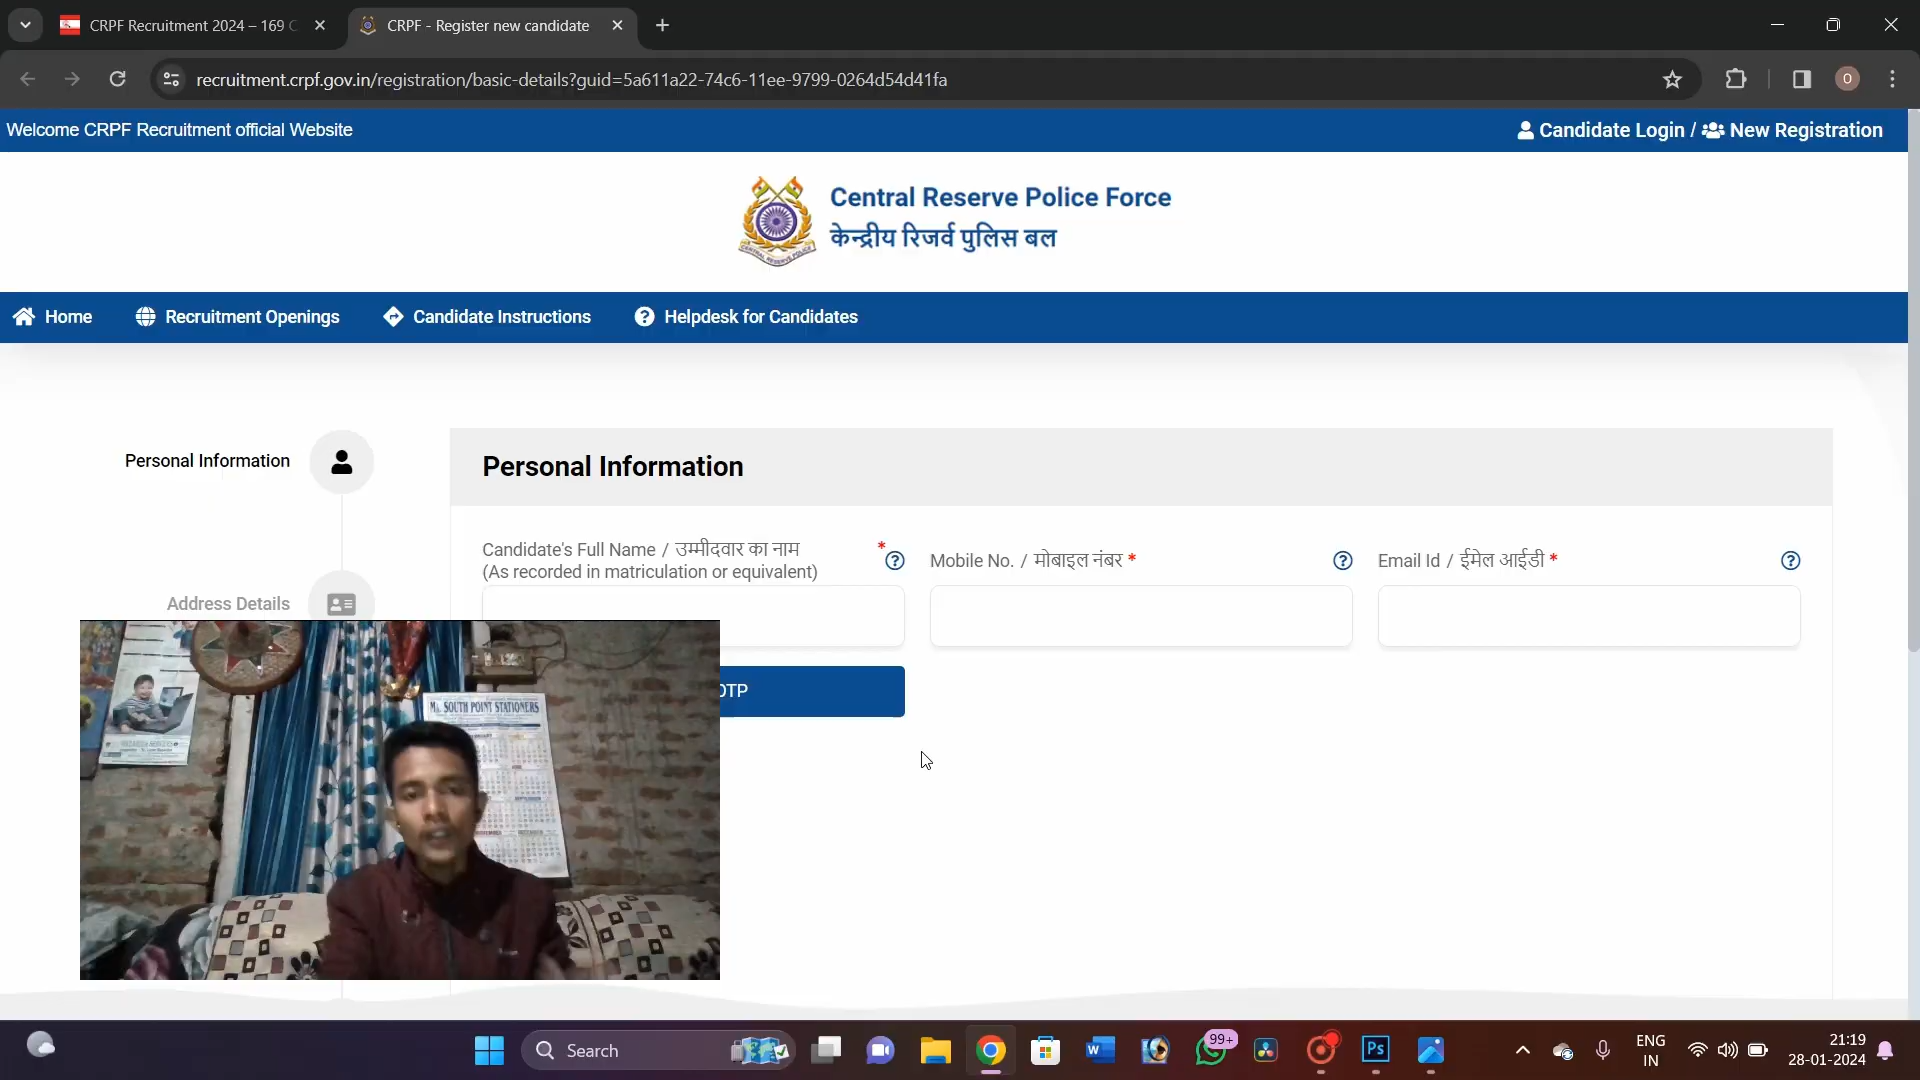 CRPF Recruitment 2024 – 169 C
CRPF - Register new candidate
recruitment.crpf.gov.in/registration/basic-details?guid=5a611a22-74c6-11ee-9799-0264d54d41fa
O
Welcome CRPF Recruitment official Website
Candidate Login / New Registration
Central Reserve Police Force
केन्द्रीय रिजर्व पुलिस बल
Home
Recruitment Openings
Candidate Instructions
Helpdesk for Candidates
Personal Information
Address Details
Personal Information
Candidate's Full Name / उम्मीदवार का नाम *
(As recorded in matriculation or equivalent)
Mobile No. / मोबाइल नंबर *
Email Id / ईमेल आईडी *
OTP
SOUTH POINT STATIONERS
Search
99+
Ps
ENG
IN
21:19
28-01-2024